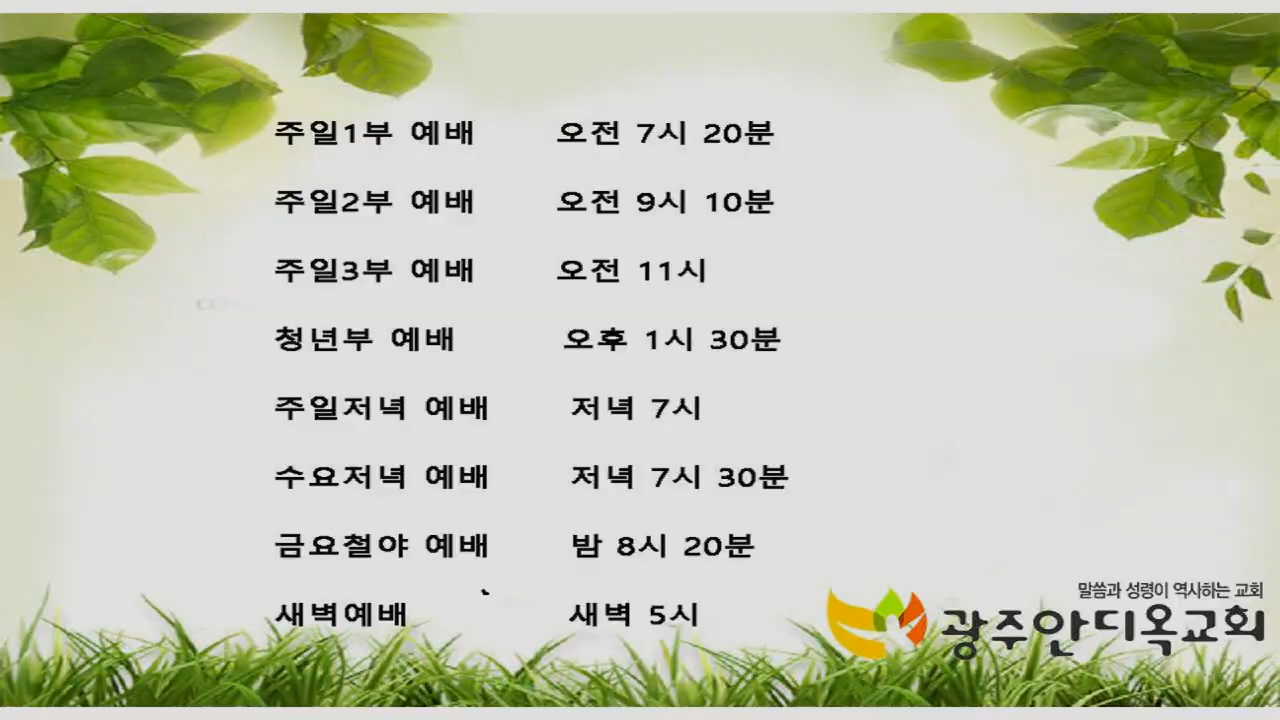 주일1부 예배 오전 7시 20분
주일2부 예배 오전 9시 10분
주일3부 예배 오전 11시
청년부 예배 오후 1시 30분
주일저녁 예배 저녁 7시
수요저녁 예배 저녁 7시 30분
금요철야 예배 밤 8시 20분
새벽예배 새벽 5시
말씀과 성령이 역사하는 교회
광주안디옥교회